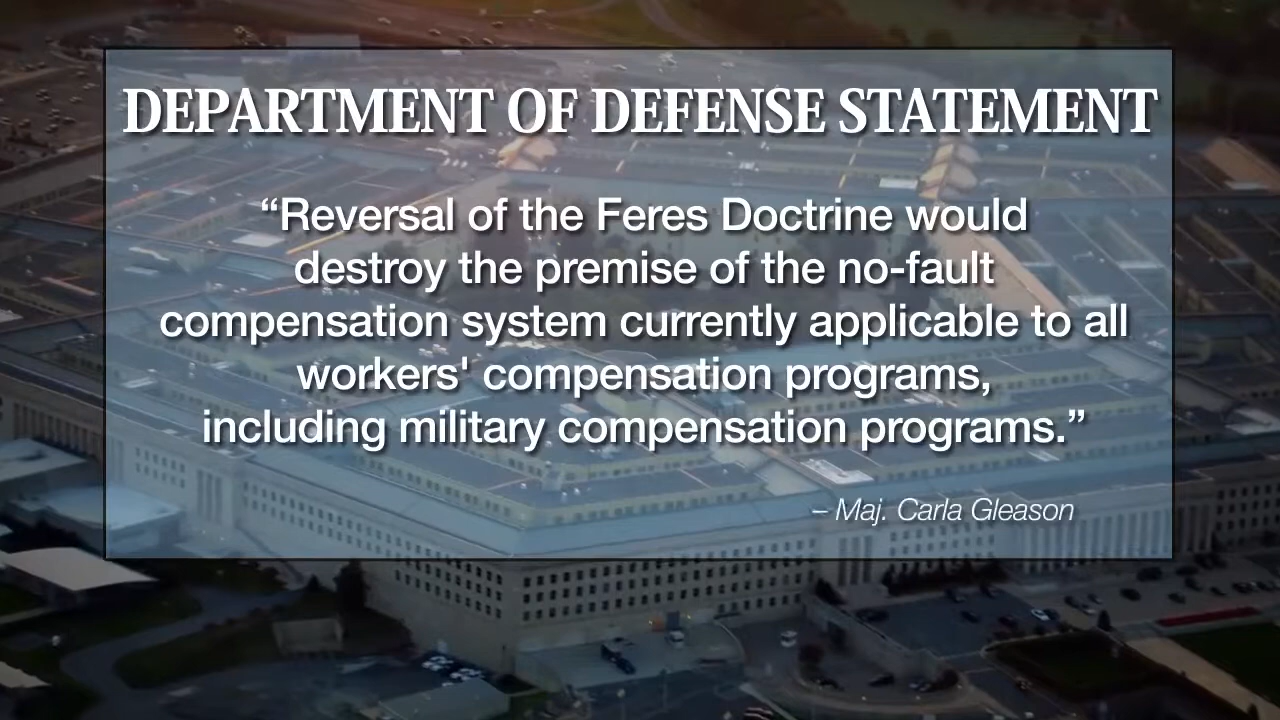 DEPARTMENT OF DEFENSE STATEMENT
“Reversal of the Feres Doctrine would
destroy the premise of the no-fault
compensation system currently applicable to all
workers' compensation programs,
including military compensation programs.”
– Maj. Carla Gleason